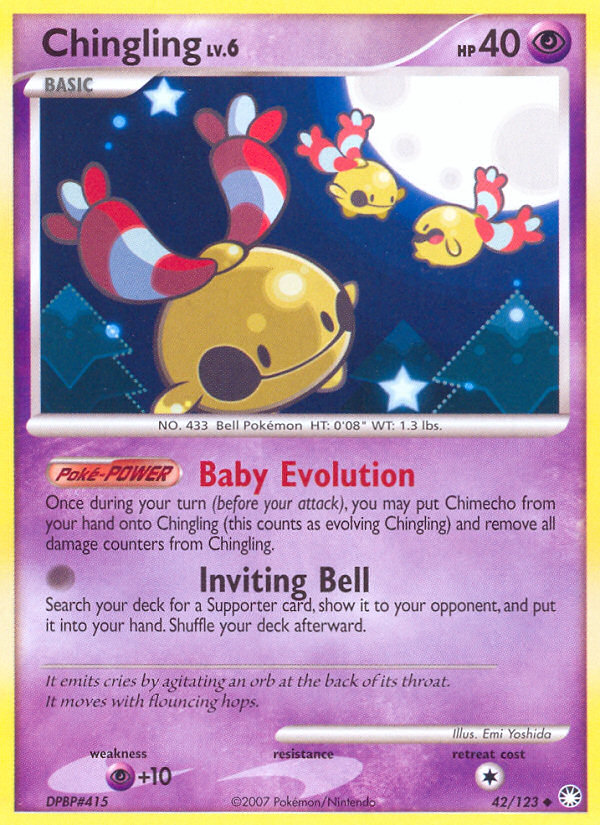 Chingling LV.6 HP 40
BASIC
NO. 433 Bell Pokémon HT: 0'08" WT: 1.3 lbs.
Poké-POWER Baby Evolution
Once during your turn (before your attack), you may put Chimecho from
your hand onto Chingling (this counts as evolving Chingling) and remove all
damage counters from Chingling.
Inviting Bell
Search your deck for a Supporter card, show it to your opponent, and put
it into your hand. Shuffle your deck afterward.
It emits cries by agitating an orb at the back of its throat.
It moves with flouncing hops.
Illus. Emi Yoshida
weakness resistance retreat cost
+10
DPBP#415 ©2007 Pokémon/Nintendo 42/123